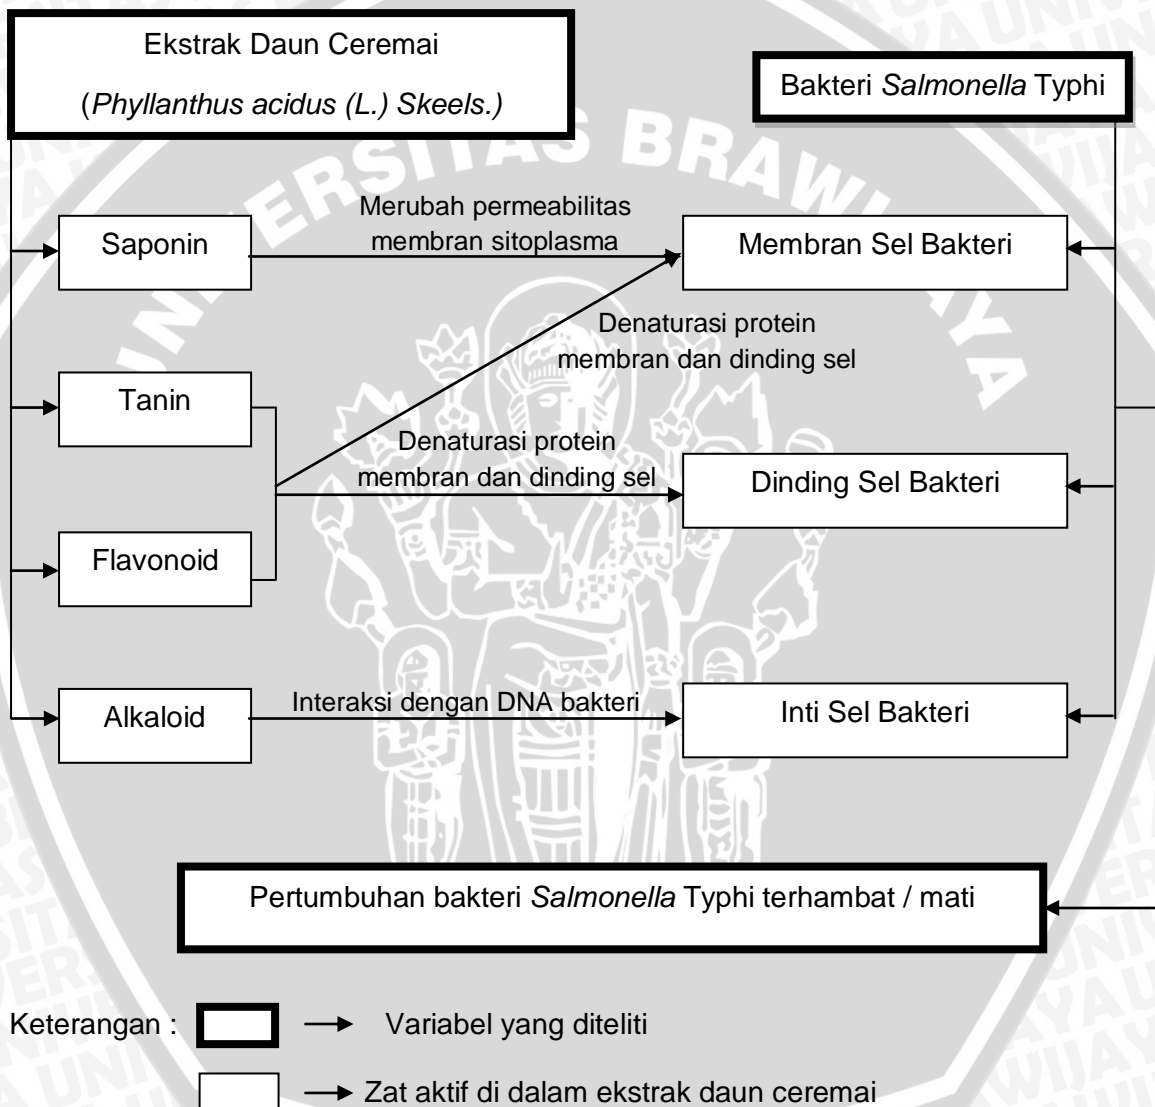 Ekstrak Daun Ceremai
(Phyllanthus acidus (L.) Skeels.)
Bakteri Salmonella Typhi
UNIVERSITAS BRAWIJAYA
Saponin
Merubah permeabilitas
membran sitoplasma
Membran Sel Bakteri
Denaturasi protein
membran dan dinding sel
Tanin
Denaturasi protein
membran dan dinding sel
Dinding Sel Bakteri
Flavonoid
Alkaloid
Interaksi dengan DNA bakteri
Inti Sel Bakteri
Pertumbuhan bakteri Salmonella Typhi terhambat / mati
Keterangan :
Variabel yang diteliti
Zat aktif di dalam ekstrak daun ceremai